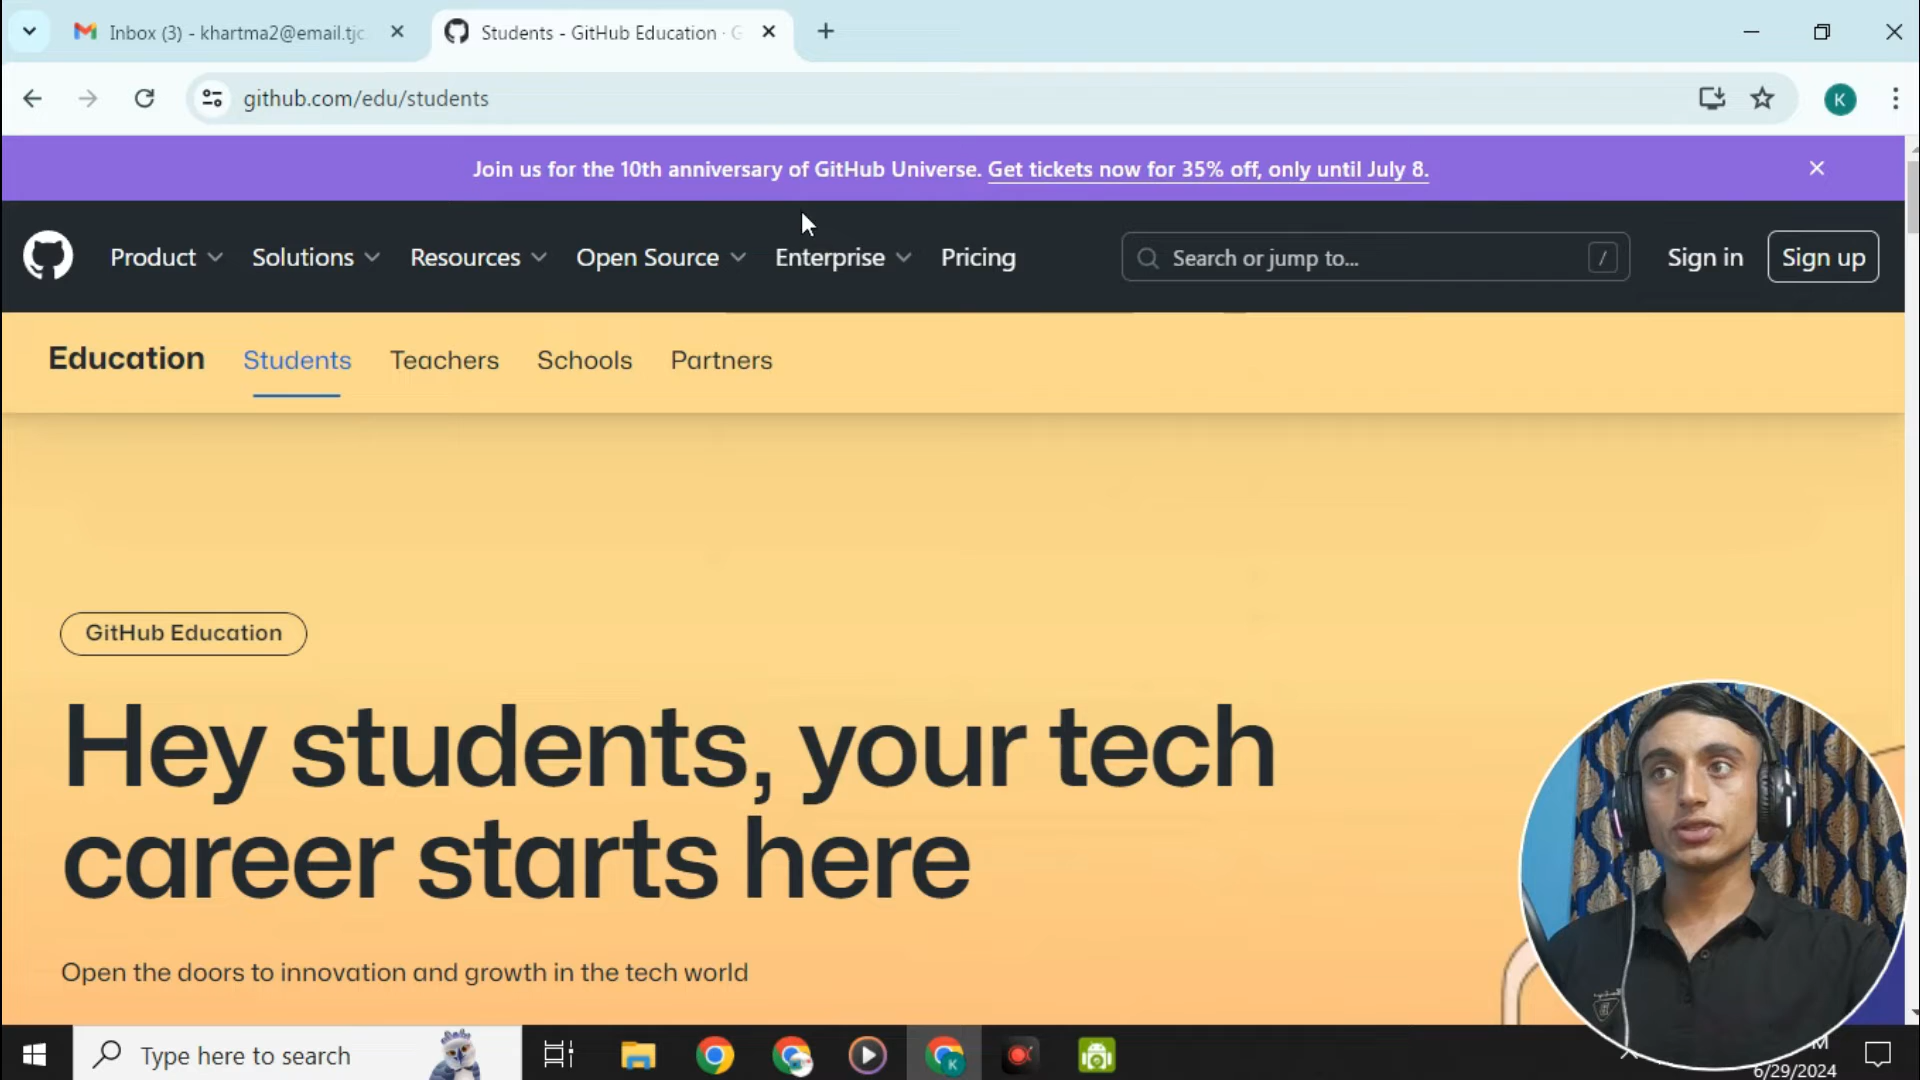 Inbox (3) - khartma2@email.tjc
Students - GitHub Education · G
github.com/edu/students
K
Join us for the 10th anniversary of GitHub Universe. Get tickets now for 35% off, only until July 8.
Product Solutions Resources Open Source Enterprise Pricing Search or jump to... / Sign in Sign up
Education Students Teachers Schools Partners
GitHub Education
Hey students, your tech
career starts here
Open the doors to innovation and growth in the tech world
Type here to search
K
6/29/2024